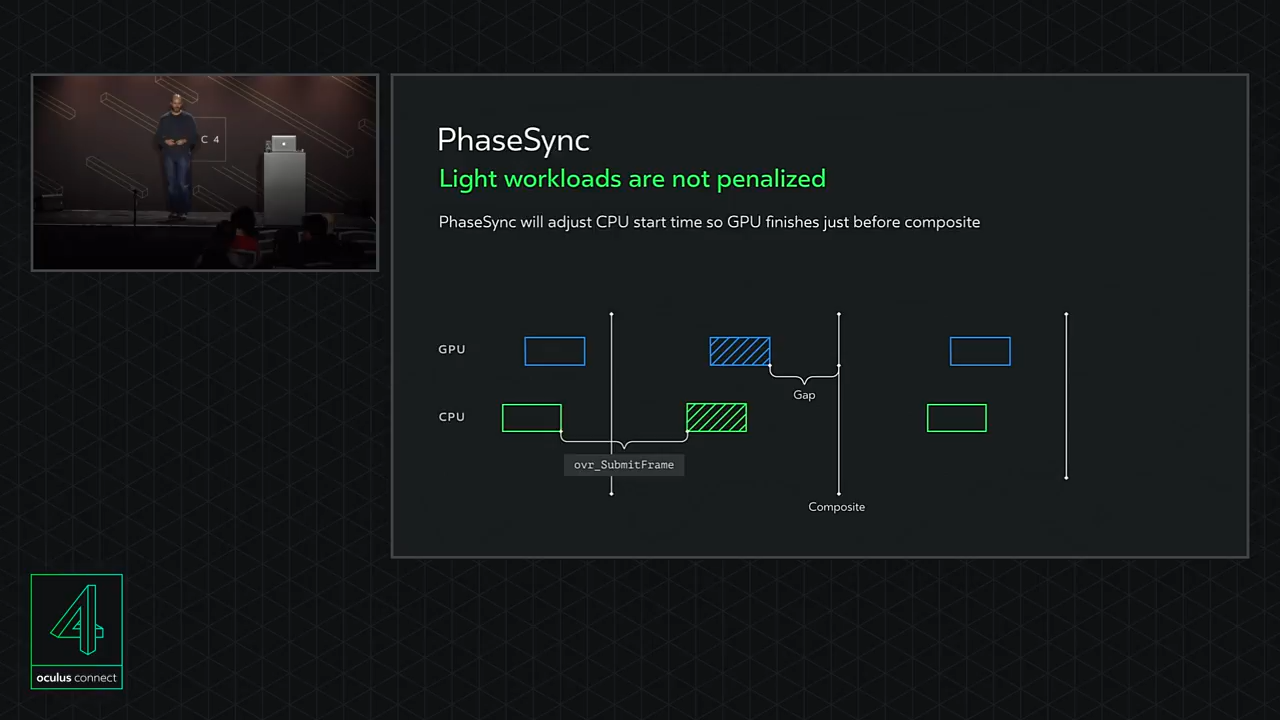 C 4
PhaseSync
Light workloads are not penalized
PhaseSync will adjust CPU start time so GPU finishes just before composite
GPU
Gap
CPU
ovr_SubmitFrame
Composite
4
oculus connect